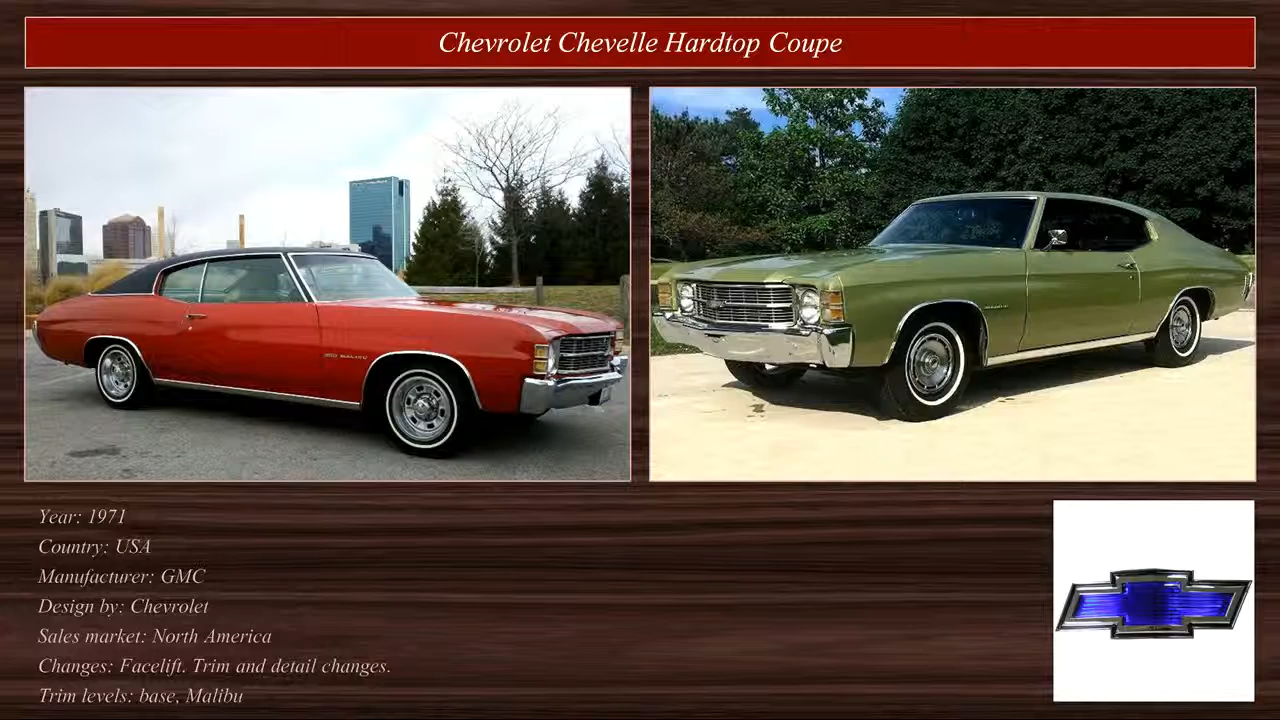 Chevrolet Chevelle Hardtop Coupe
Year: 1971
Country: USA
Manufacturer: GMC
Design by: Chevrolet
Sales market: North America
Changes: Facelift. Trim and detail changes.
Trim levels: base, Malibu